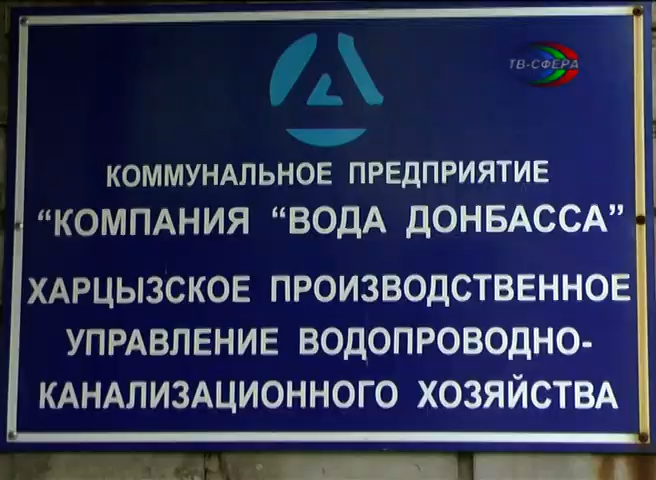 ТВ-СФЕРА
КОММУНАЛЬНОЕ ПРЕДПРИЯТИЕ
“КОМПАНИЯ “ВОДА ДОНБАССА”
ХАРЦЫЗСКОЕ ПРОИЗВОДСТВЕННОЕ
УПРАВЛЕНИЕ ВОДОПРОВОДНО-
КАНАЛИЗАЦИОННОГО ХОЗЯЙСТВА